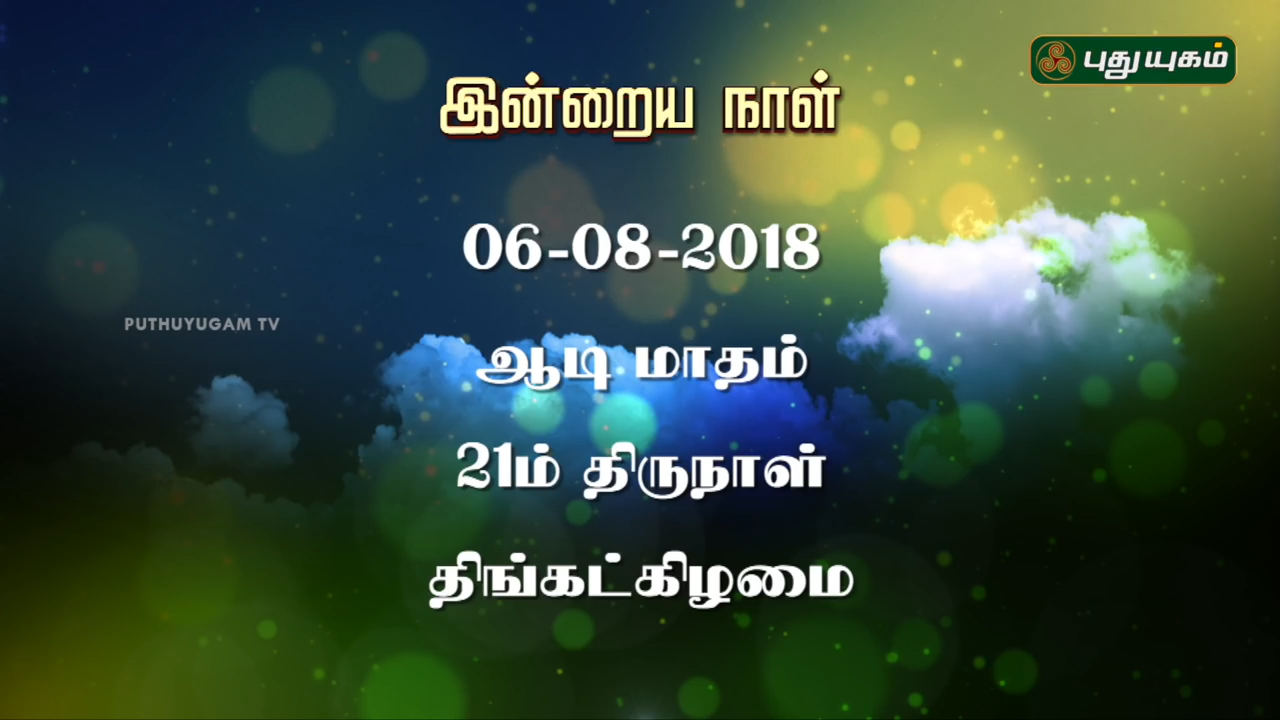 புதுயுகம்
இன்றைய நாள்
06-08-2018
PUTHUYUGAM TV
ஆடி மாதம்
21ம் திருநாள்
திங்கட்கிழமை